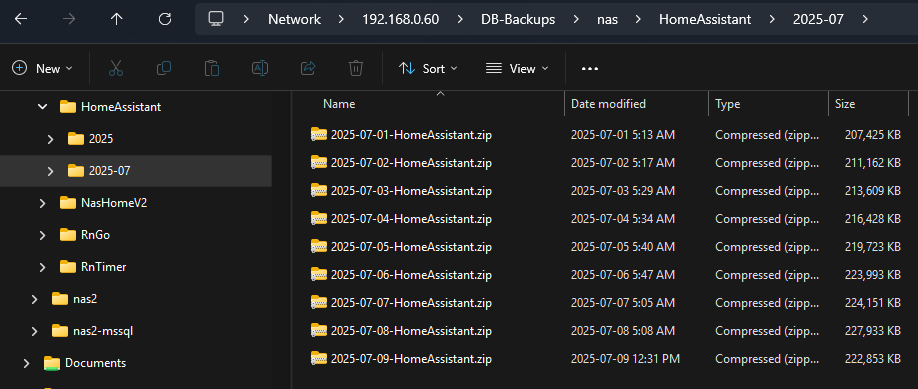 Network > 192.168.0.60 > DB-Backups > nas > HomeAssistant > 2025-07 >
New Sort View ...
HomeAssistant
2025
2025-07
NasHomeV2
RnGo
RnTimer
nas2
nas2-mssql
Documents
Name Date modified Type Size
2025-07-01-HomeAssistant.zip 2025-07-01 5:13 AM Compressed (zipp... 207,425 KB
2025-07-02-HomeAssistant.zip 2025-07-02 5:17 AM Compressed (zipp... 211,162 KB
2025-07-03-HomeAssistant.zip 2025-07-03 5:29 AM Compressed (zipp... 213,609 KB
2025-07-04-HomeAssistant.zip 2025-07-04 5:34 AM Compressed (zipp... 216,428 KB
2025-07-05-HomeAssistant.zip 2025-07-05 5:40 AM Compressed (zipp... 219,723 KB
2025-07-06-HomeAssistant.zip 2025-07-06 5:47 AM Compressed (zipp... 223,993 KB
2025-07-07-HomeAssistant.zip 2025-07-07 5:05 AM Compressed (zipp... 224,151 KB
2025-07-08-HomeAssistant.zip 2025-07-08 5:08 AM Compressed (zipp... 227,933 KB
2025-07-09-HomeAssistant.zip 2025-07-09 12:31 PM Compressed (zipp... 222,853 KB